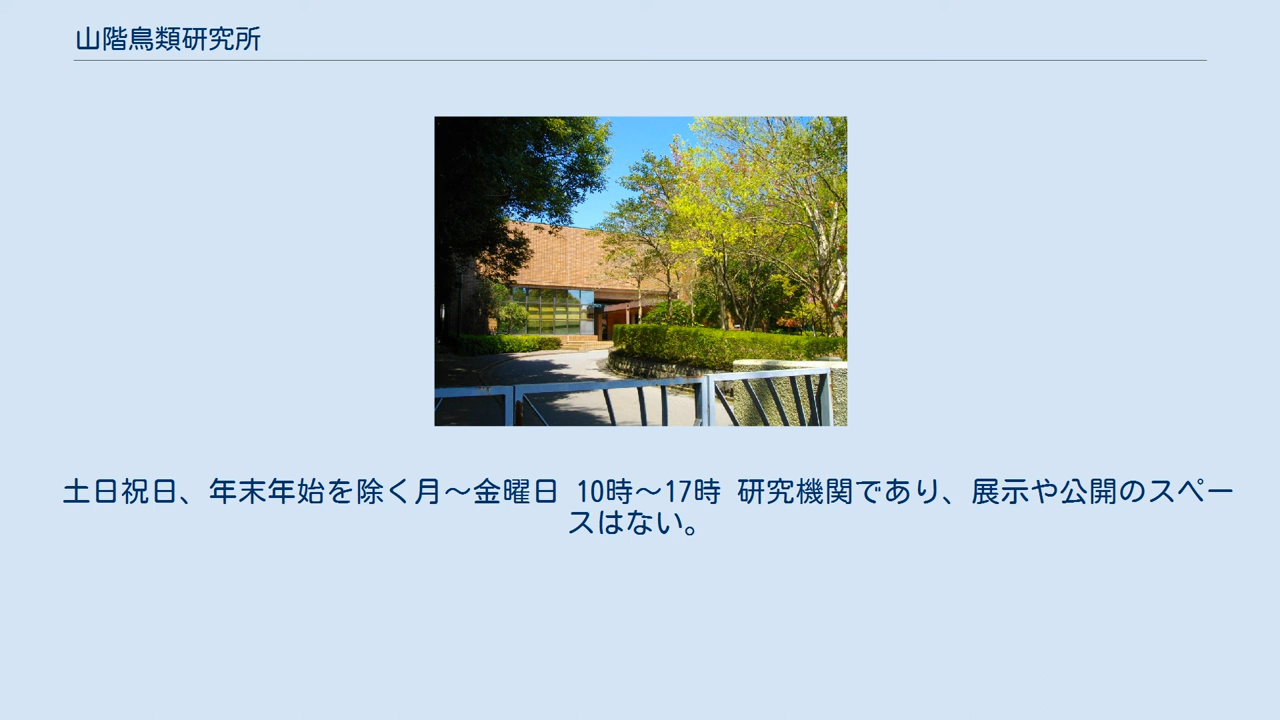 山階鳥類研究所
土日祝日、年末年始を除く月～金曜日 10時～17時 研究機関であり、展示や公開のスペー
スはない。